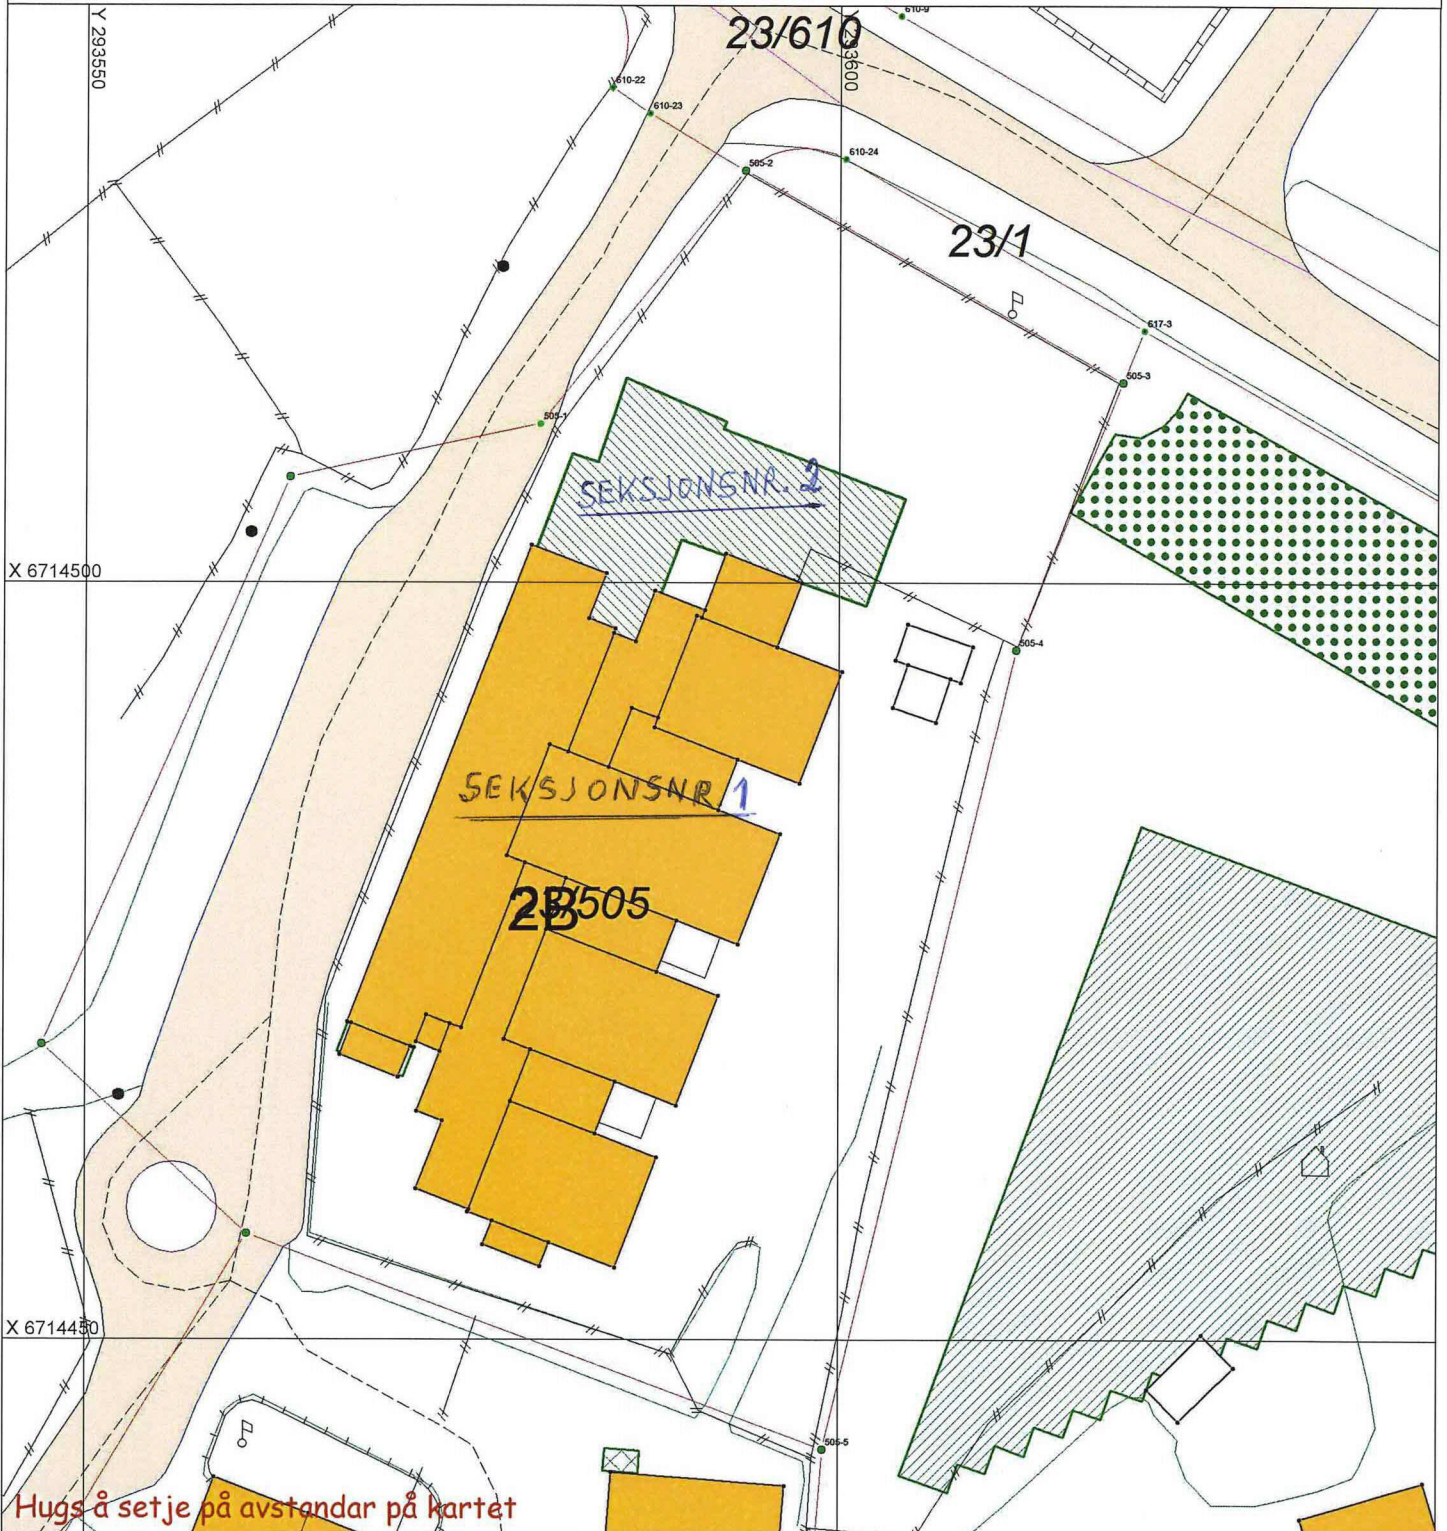 610-9
Y 293550
23/610
Y 293600
610-22
610-23
505-2
610-24
23/1
617-3
505-3
505-1
SEKSJONSNR. 2
X 6714500
505-4
SEKSJONSNR 1
2B
23/505
X 6714450
505-5
Hugs å setje på avstandar på kartet